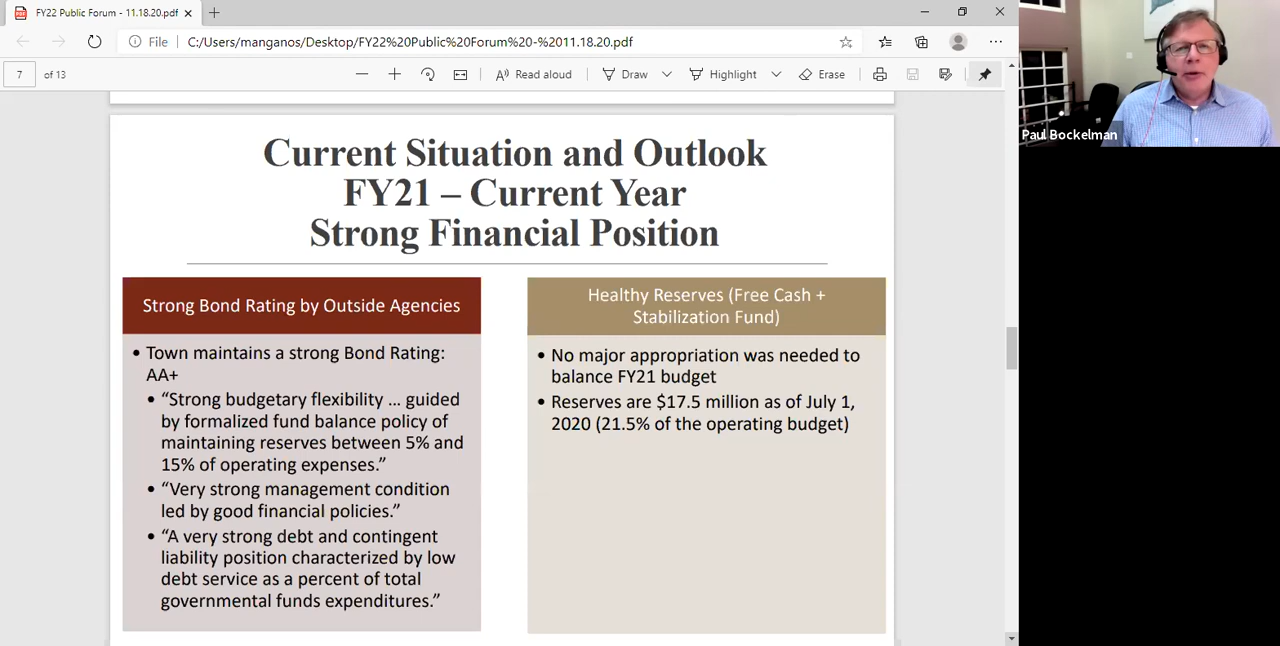 FY22 Public Forum - 11.18.20.pdf
File
C:/Users/manganos/Desktop/FY22%20Public%20Forum%20-%2011.18.20.pdf
7 of 13
Read aloud
Draw
Highlight
Erase
Paul Bockelman
Current Situation and Outlook
FY21 – Current Year
Strong Financial Position
Strong Bond Rating by Outside Agencies
• Town maintains a strong Bond Rating:
AA+
• “Strong budgetary flexibility ... guided
by formalized fund balance policy of
maintaining reserves between 5% and
15% of operating expenses.”
• “Very strong management condition
led by good financial policies.”
• “A very strong debt and contingent
liability position characterized by low
debt service as a percent of total
governmental funds expenditures.”
Healthy Reserves (Free Cash +
Stabilization Fund)
• No major appropriation was needed to
balance FY21 budget
• Reserves are $17.5 million as of July 1,
2020 (21.5% of the operating budget)